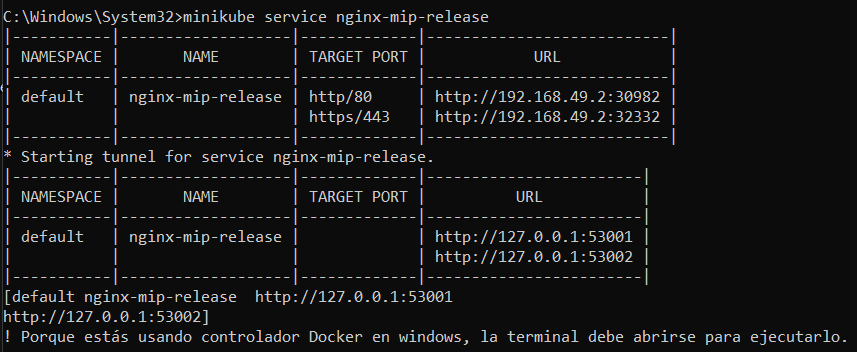 C:\Windows\System32>minikube service nginx-mip-release
|-----------|-------------------|-------------|---------------------------|
| NAMESPACE |       NAME        | TARGET PORT |            URL            |
|-----------|-------------------|-------------|---------------------------|
| default   | nginx-mip-release | http/80     | http://192.168.49.2:30982 |
|           |                   | https/443   | http://192.168.49.2:32332 |
|-----------|-------------------|-------------|---------------------------|
* Starting tunnel for service nginx-mip-release.
|-----------|-------------------|-------------|------------------------|
| NAMESPACE |       NAME        | TARGET PORT |          URL           |
|-----------|-------------------|-------------|------------------------|
| default   | nginx-mip-release |             | http://127.0.0.1:53001 |
|           |                   |             | http://127.0.0.1:53002 |
|-----------|-------------------|-------------|------------------------|
[default nginx-mip-release  http://127.0.0.1:53001
http://127.0.0.1:53002]
! Porque estás usando controlador Docker en windows, la terminal debe abrirse para ejecutarlo.